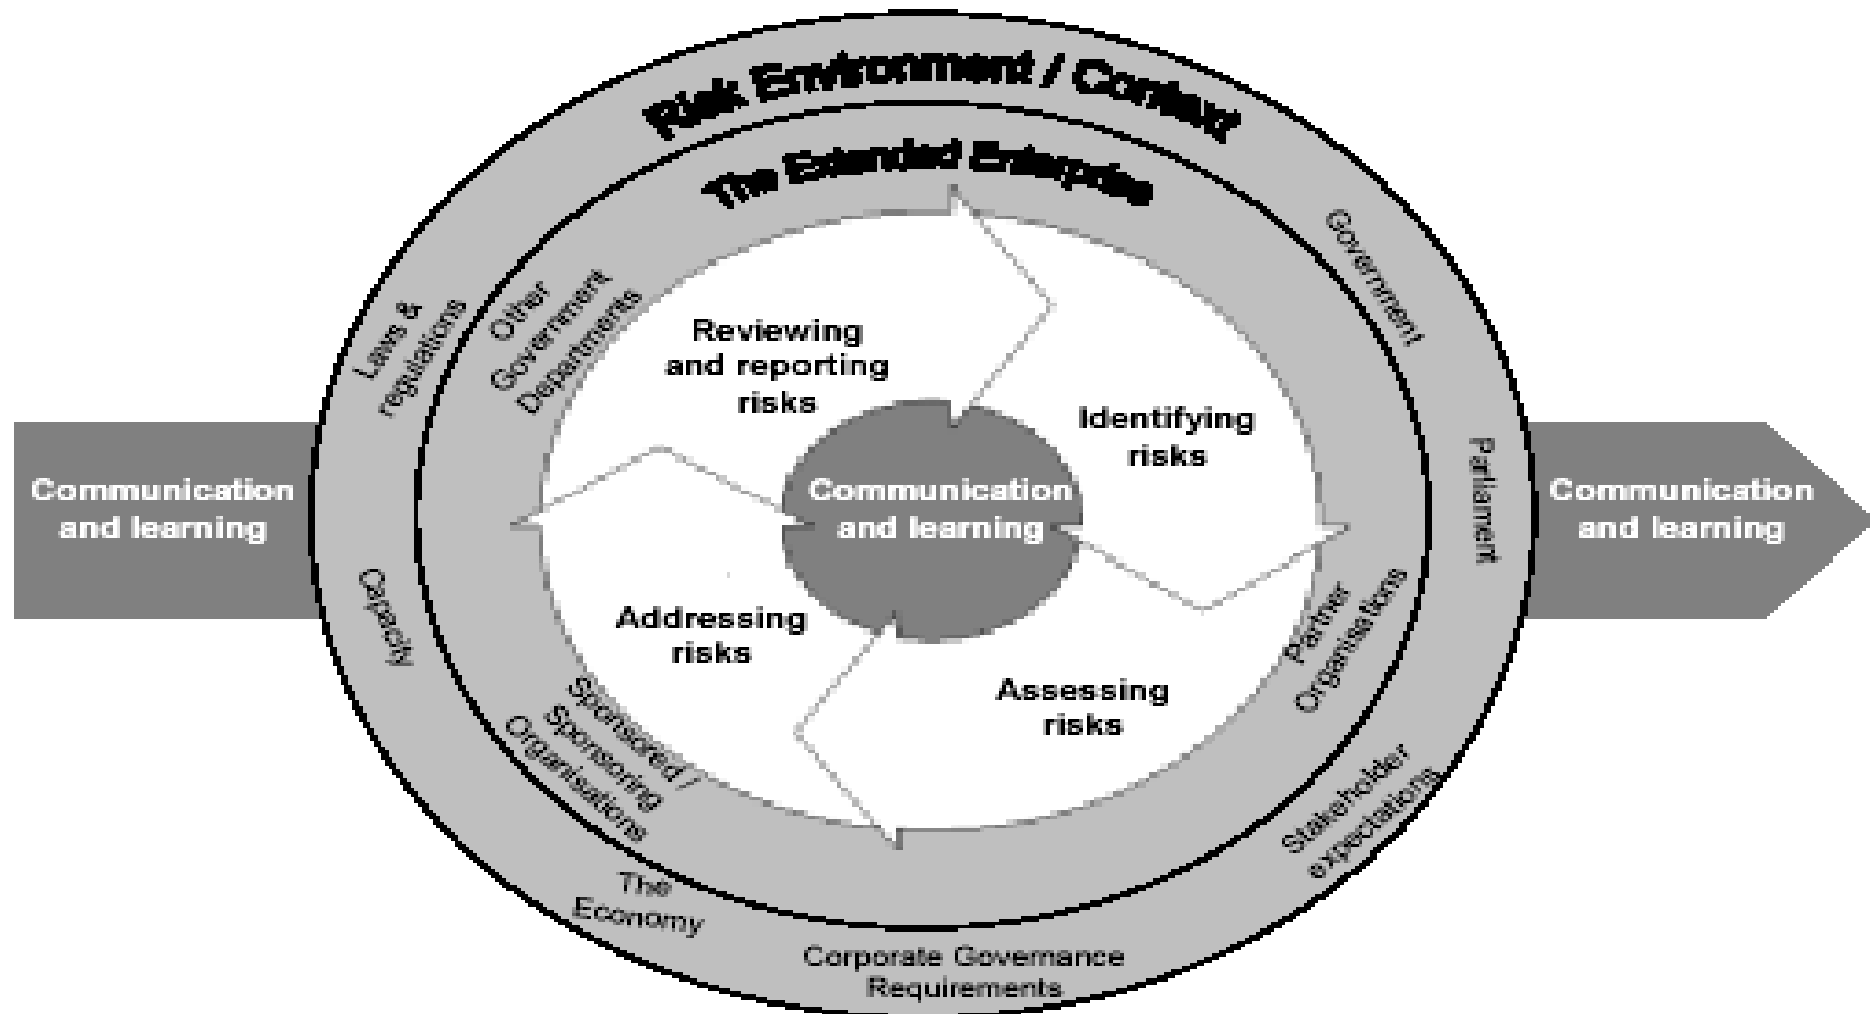 Risk Environment / Context
The Extended Enterprise
Government
Laws &
regulations
Other
Government
Departments
Reviewing
and reporting
risks
Identifying
risks
Parliament
Communication
and learning
Communication
and learning
Communication
and learning
Capacity
Addressing
risks
Assessing
risks
Partner
Organisations
Sponsored /
Sponsoring
Organisations
Stakeholder
expectations
The
Economy
Corporate Governance
Requirements